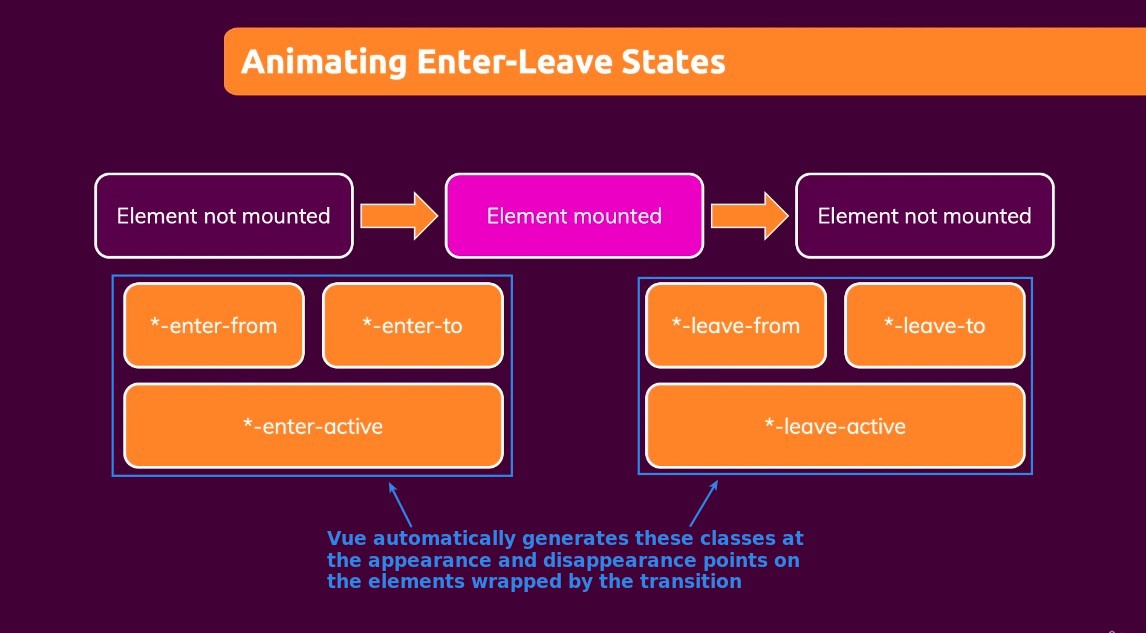 Animating Enter-Leave States
Element not mounted
Element mounted
Element not mounted
*-enter-from
*-enter-to
*-leave-from
*-leave-to
*-enter-active
*-leave-active
Vue automatically generates these classes at
the appearance and disappearance points on
the elements wrapped by the transition